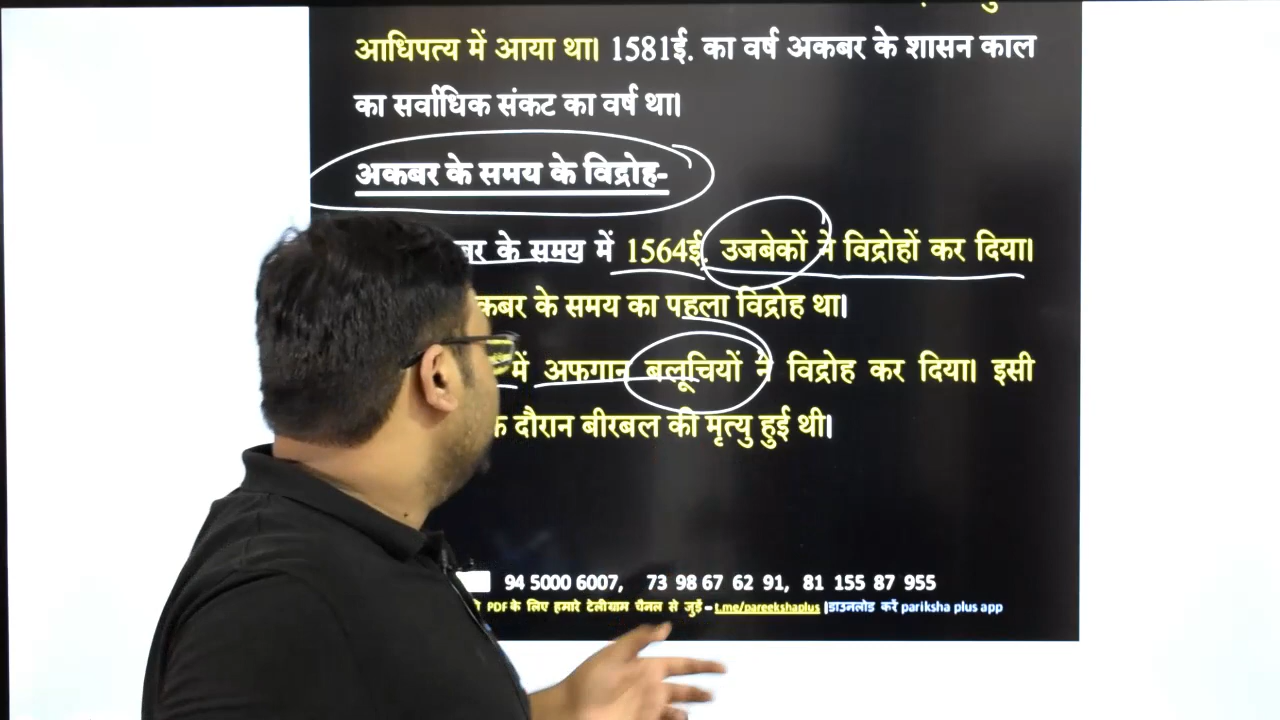 आधिपत्य में आया था। 1581ई. का वर्ष अकबर के शासन काल
का सर्वाधिक संकट का वर्ष था।
अकबर के समय के विद्रोह-
बर के समय में 1564ई. उजबेकों ने विद्रोहों कर दिया।
कबर के समय का पहला विद्रोह था।
में अफगान बलूचियों ने विद्रोह कर दिया। इसी
के दौरान बीरबल की मृत्यु हुई थी।
94 5000 6007, 73 98 67 62 91, 81 155 87 955
PDF के लिए हमारे टेलीग्राम चैनल से जुड़ें – t.me/pareekshaplus |डाउनलोड करें pariksha plus app